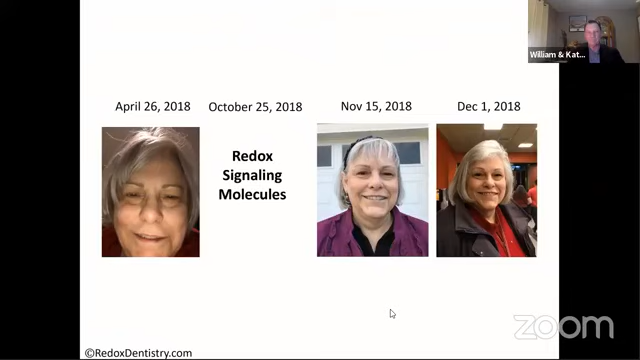 William & Kat...
April 26, 2018
October 25, 2018
Nov 15, 2018
Dec 1, 2018
Redox
Signaling
Molecules
zoom
©RedoxDentistry.com